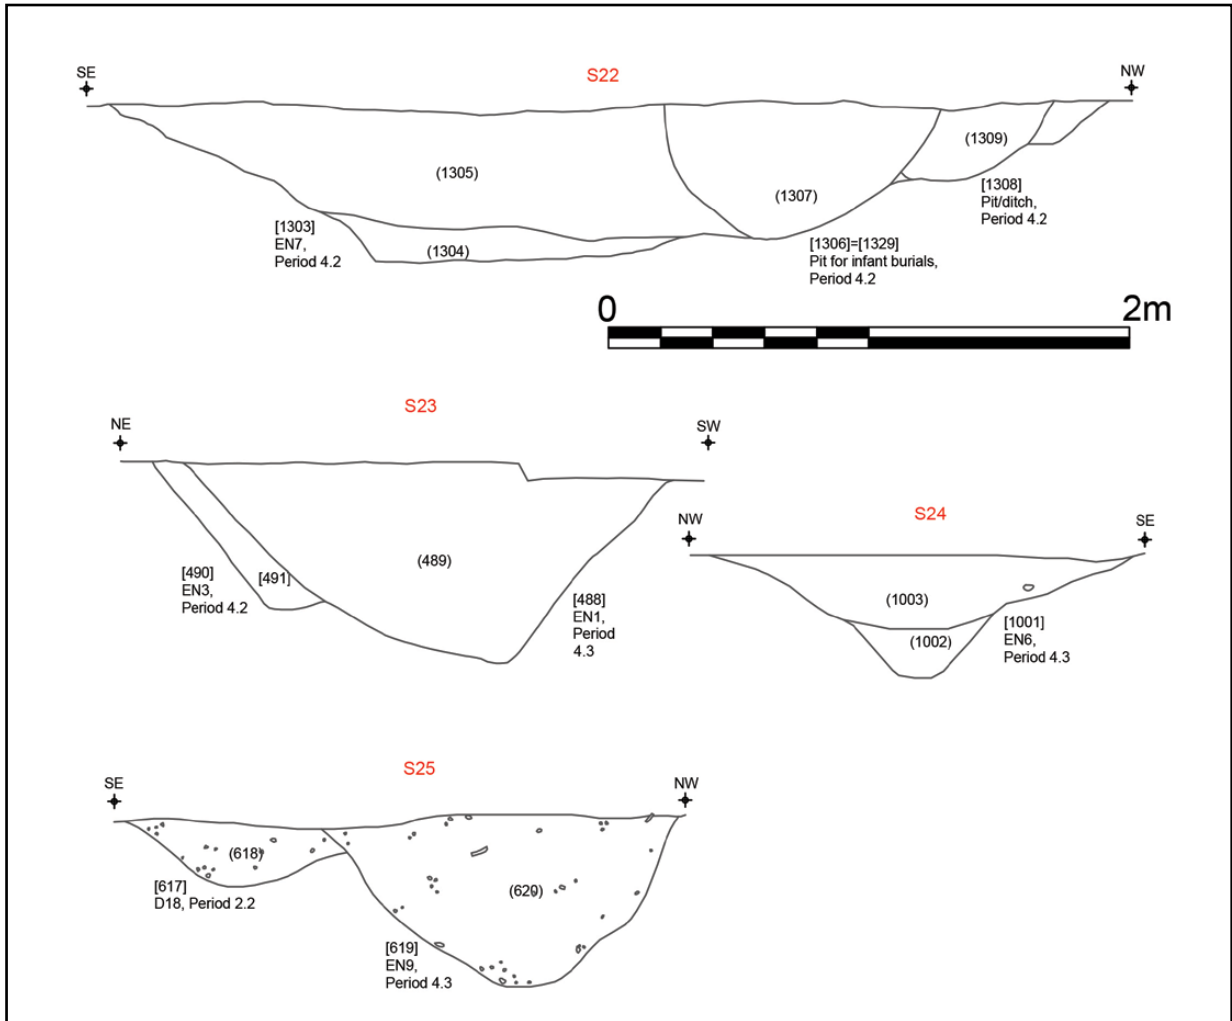 S22
SE
NW
(1305)
(1309)
(1307)
[1308]
Pit/ditch,
Period 4.2
[1303]
EN7,
Period 4.2
(1304)
[1306]=[1329]
Pit for infant burials,
Period 4.2
0
2m
S23
NE
SW
(489)
[490]
EN3,
Period 4.2
[491]
[488]
EN1,
Period
4.3
S24
NW
SE
(1003)
(1002)
[1001]
EN6,
Period 4.3
S25
SE
NW
(618)
(620)
[617]
D18, Period 2.2
[619]
EN9,
Period 4.3